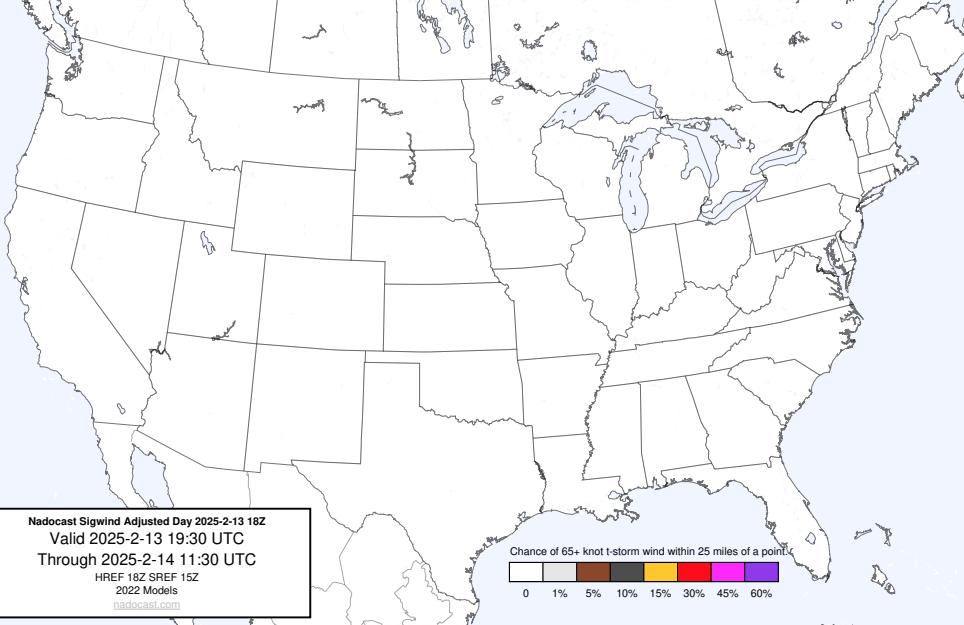 Nadocast Sigwind Adjusted Day 2025-2-13 18Z
Valid 2025-2-13 19:30 UTC
Through 2025-2-14 11:30 UTC
HREF 18Z SREF 15Z
2022 Models
nadocast.com
Chance of 65+ knot t-storm wind within 25 miles of a point.
0 1% 5% 10% 15% 30% 45% 60%